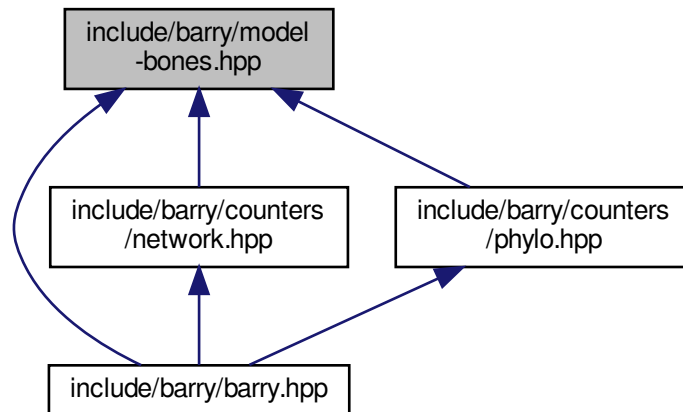 include/barry/model
-bones.hpp
include/barry/counters
/network.hpp
include/barry/counters
/phylo.hpp
include/barry/barry.hpp